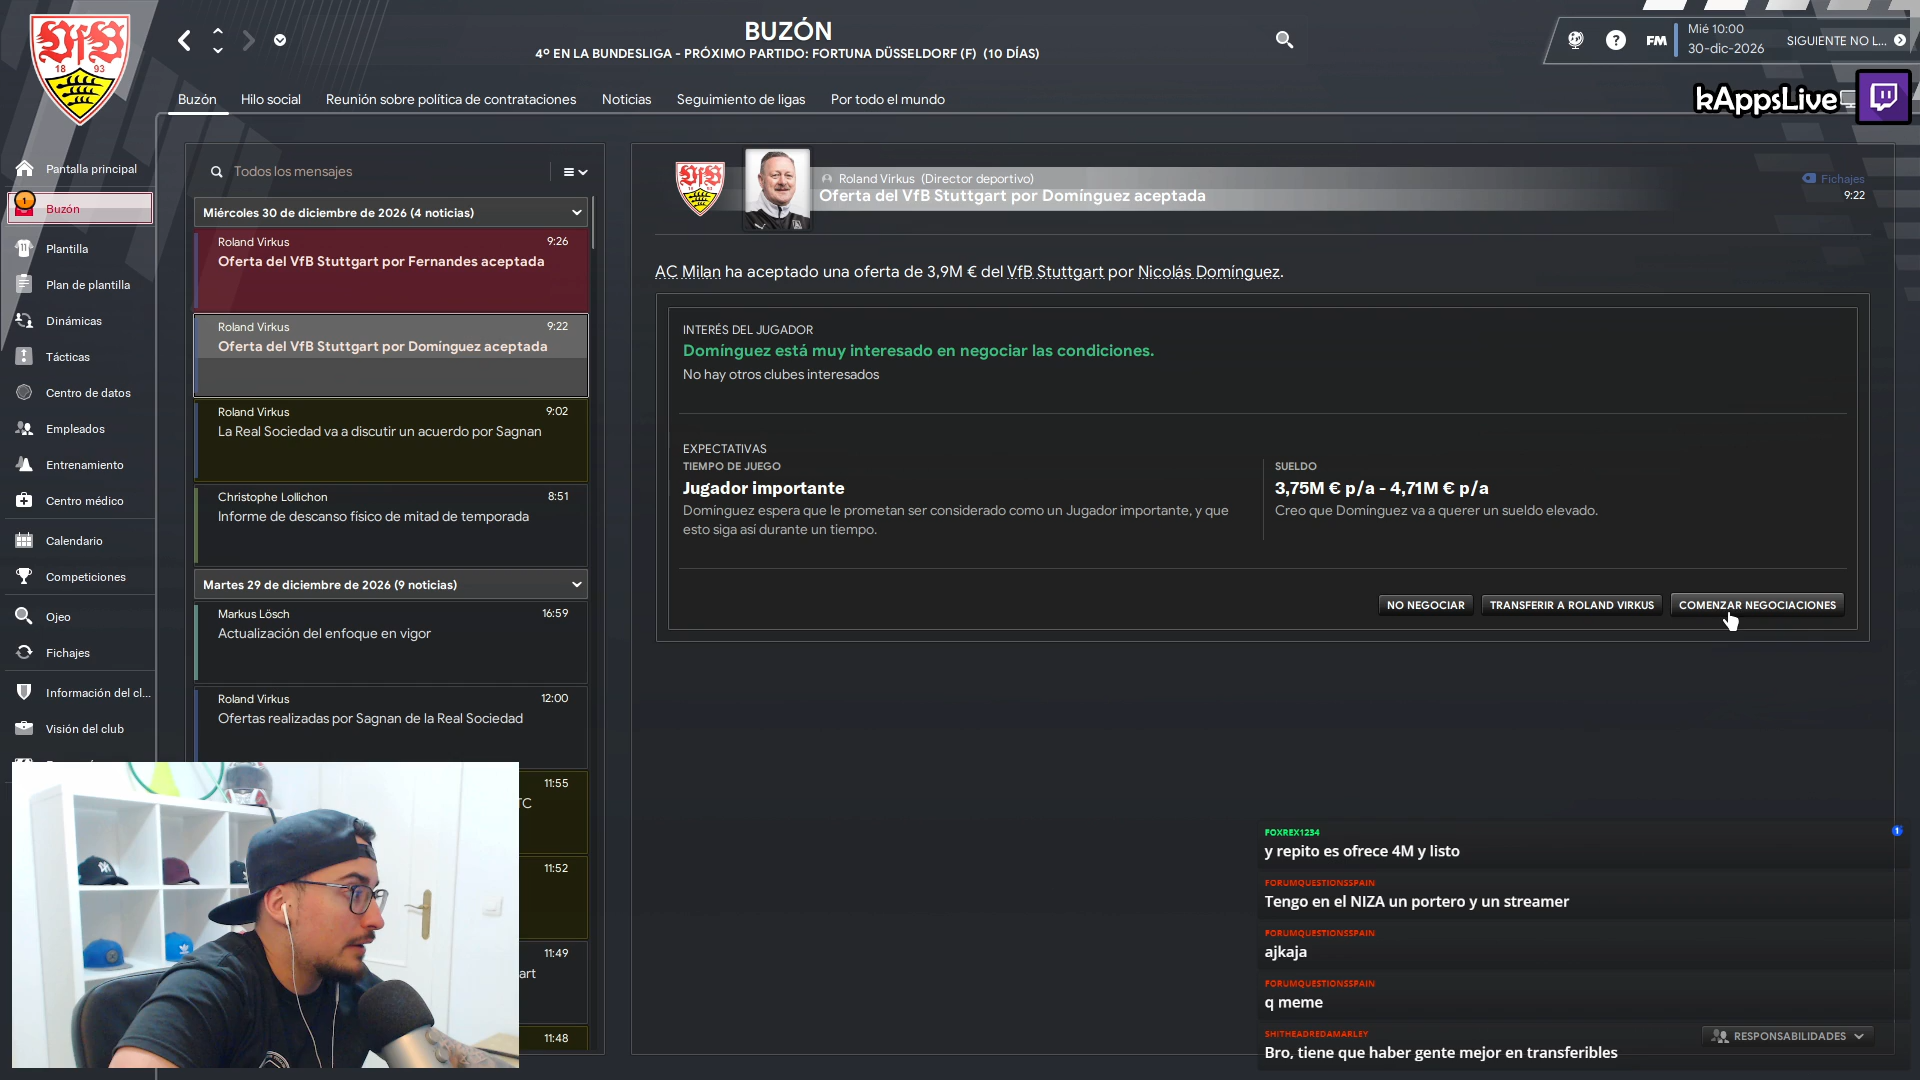 BUZÓN
4º EN LA BUNDESLIGA - PRÓXIMO PARTIDO: FORTUNA DÜSSELDORF (F) (10 DÍAS)
FM
Mié 10:00
30-dic-2026
SIGUIENTE NO L...
VfB
18 93
Buzón
Hilo social
Reunión sobre política de contrataciones
Noticias
Seguimiento de ligas
Por todo el mundo
kAppsLive
Pantalla principal
1
Buzón
Plantilla
Plan de plantilla
Dinámicas
Tácticas
Centro de datos
Empleados
Entrenamiento
Centro médico
Calendario
Competiciones
Ojeo
Fichajes
Información del cl...
Visión del club
Todos los mensajes
Miércoles 30 de diciembre de 2026 (4 noticias)
Roland Virkus
9:26
Oferta del VfB Stuttgart por Fernandes aceptada
Roland Virkus
9:22
Oferta del VfB Stuttgart por Domínguez aceptada
Roland Virkus
9:02
La Real Sociedad va a discutir un acuerdo por Sagnan
Christophe Lollichon
8:51
Informe de descanso físico de mitad de temporada
Martes 29 de diciembre de 2026 (9 noticias)
Markus Lösch
16:59
Actualización del enfoque en vigor
Roland Virkus
12:00
Ofertas realizadas por Sagnan de la Real Sociedad
11:55
TC
11:52
11:49
art
11:48
Roland Virkus (Director deportivo)
Oferta del VfB Stuttgart por Domínguez aceptada
Fichajes
9:22
AC Milan ha aceptado una oferta de 3,9M € del VfB Stuttgart por Nicolás Domínguez.
INTERÉS DEL JUGADOR
Domínguez está muy interesado en negociar las condiciones.
No hay otros clubes interesados
EXPECTATIVAS
TIEMPO DE JUEGO
Jugador importante
Domínguez espera que le prometan ser considerado como un Jugador importante, y que
esto siga así durante un tiempo.
SUELDO
3,75M € p/a - 4,71M € p/a
Creo que Domínguez va a querer un sueldo elevado.
NO NEGOCIAR
TRANSFERIR A ROLAND VIRKUS
COMENZAR NEGOCIACIONES
FOXREX1234
1
y repito es ofrece 4M y listo
FORUMQUESTIONSSPAIN
Tengo en el NIZA un portero y un streamer
FORUMQUESTIONSSPAIN
ajkaja
FORUMQUESTIONSSPAIN
q meme
SHITHEADREDAMARLEY
Bro, tiene que haber gente mejor en transferibles
RESPONSABILIDADES